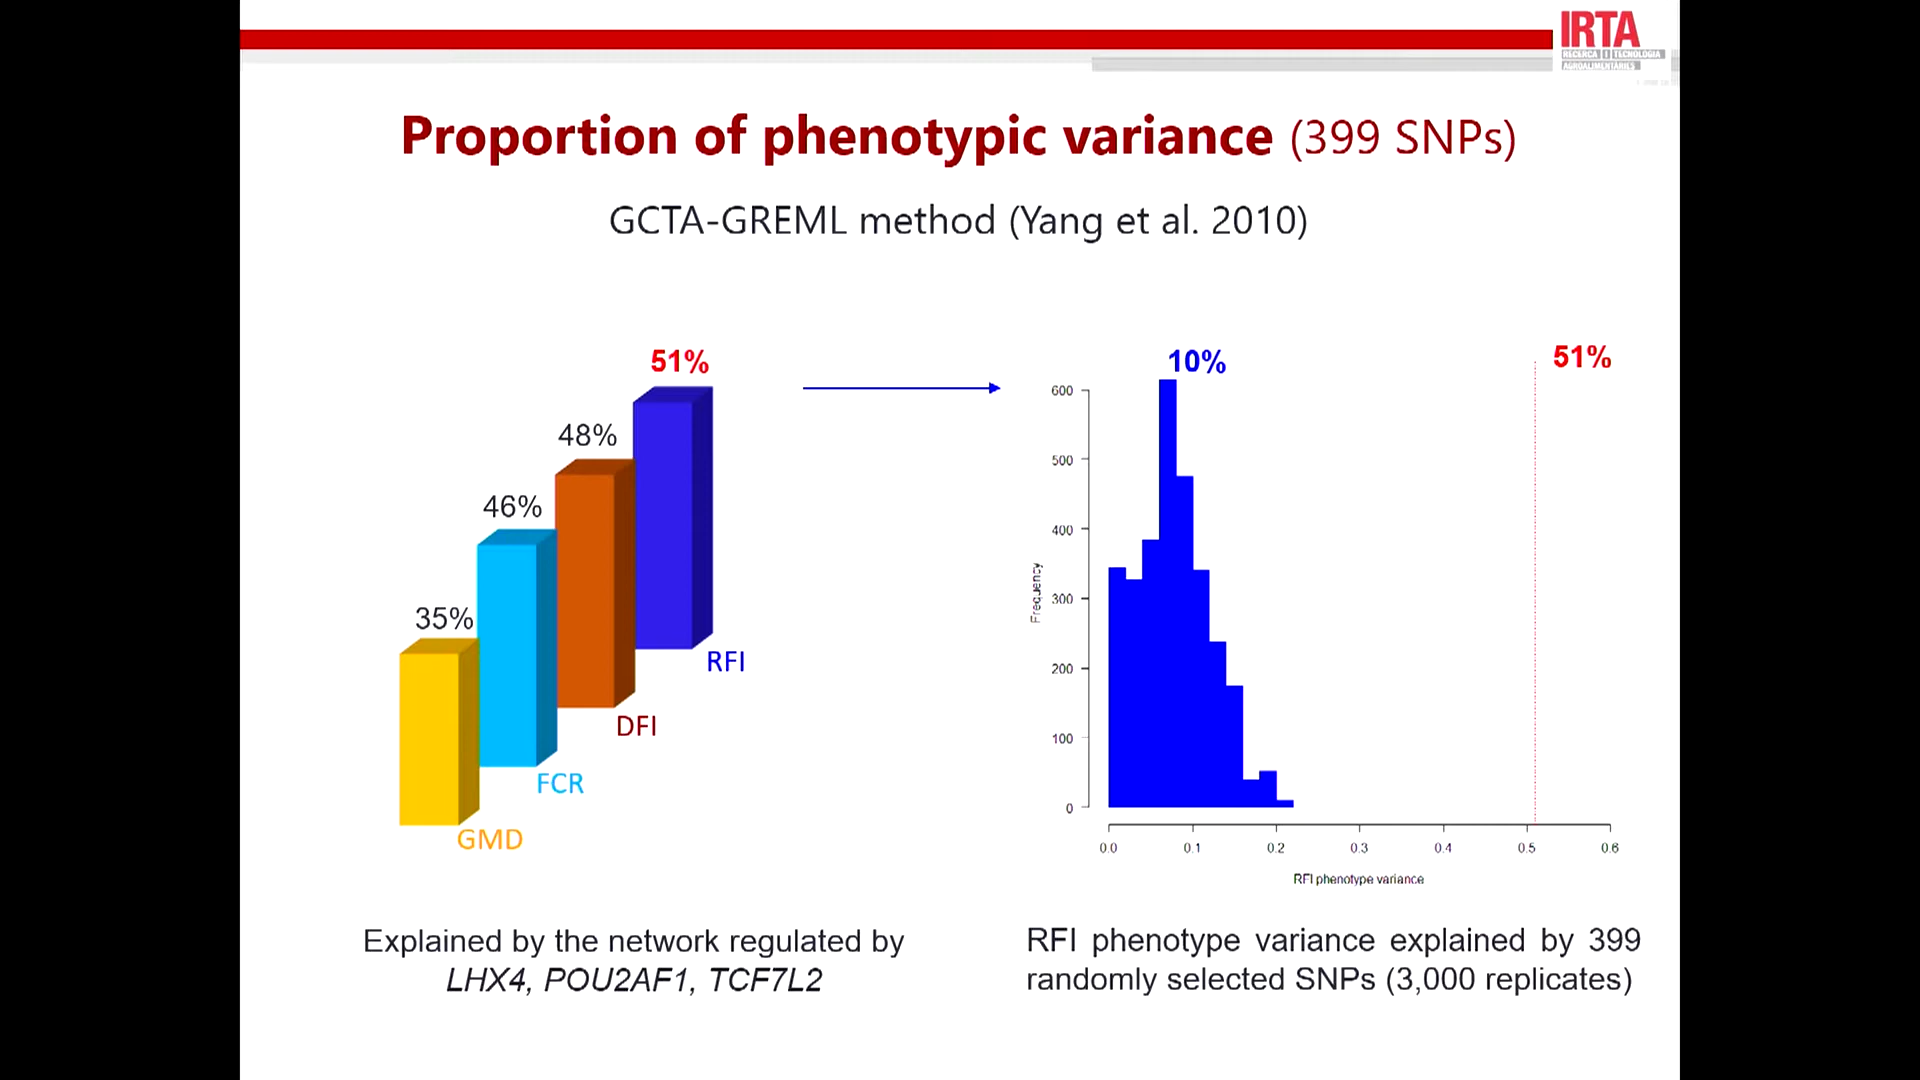 IRTA
RECERCA I TECNOLOGIA
AGROALIMENTÀRIES
Proportion of phenotypic variance (399 SNPs)
GCTA-GREML method (Yang et al. 2010)
51%
48%
46%
35%
RFI
DFI
FCR
GMD
Explained by the network regulated by
LHX4, POU2AF1, TCF7L2
10%
51%
600
500
400
300
200
100
0
Frequency
0.0 0.1 0.2 0.3 0.4 0.5 0.6
RFI phenotype variance
RFI phenotype variance explained by 399
randomly selected SNPs (3,000 replicates)